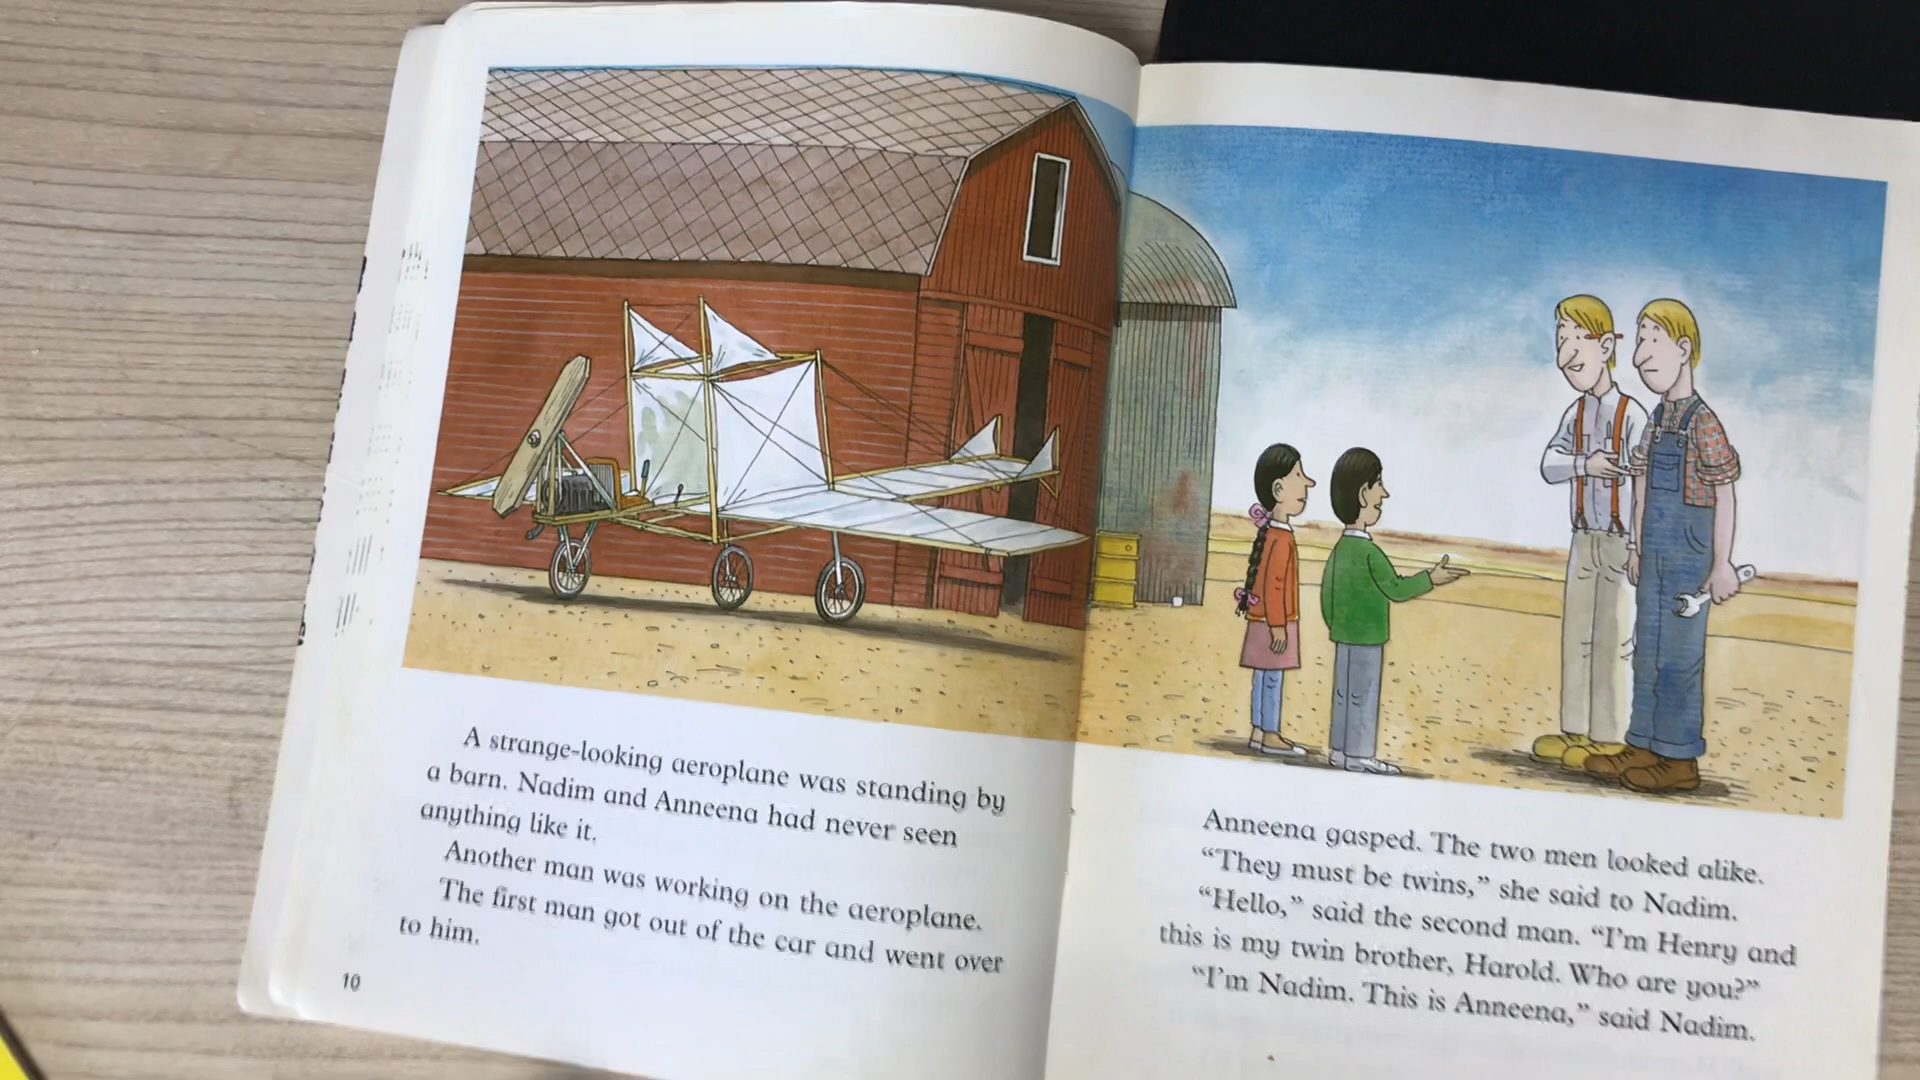 A strange-looking aeroplane was standing by
a barn. Nadim and Anneena had never seen
anything like it.
Another man was working on the aeroplane.
The first man got out of the car and went over
to him.
10
Anneena gasped. The two men looked alike.
“They must be twins,” she said to Nadim.
“Hello,” said the second man. “I’m Henry and
this is my twin brother, Harold. Who are you?”
“I’m Nadim. This is Anneena,” said Nadim.